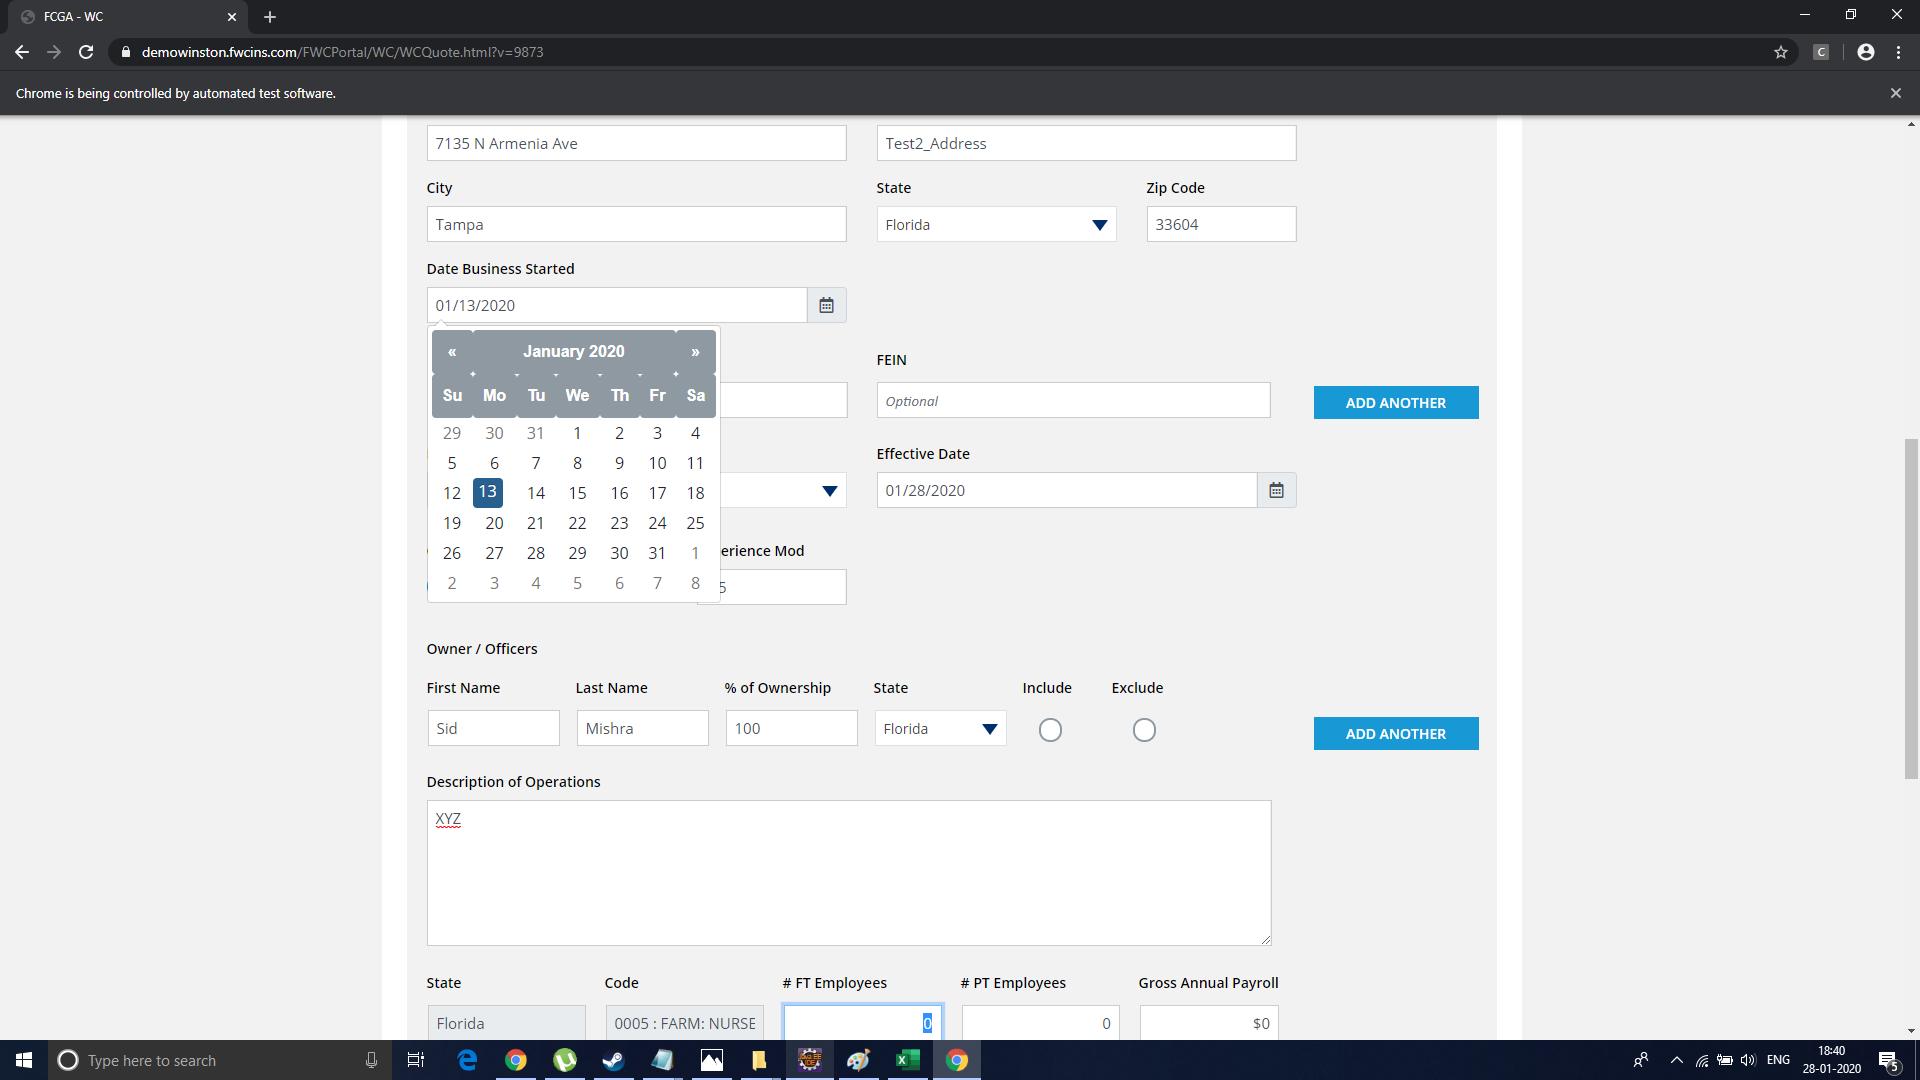 FCGA - WC
demowinston.fwcins.com/FWCPortal/WC/WCQuote.html?v=9873
C
Chrome is being controlled by automated test software.
7135 N Armenia Ave
Test2_Address
City
State
Zip Code
Tampa
Florida
33604
Date Business Started
01/13/2020
« January 2020 »
Su Mo Tu We Th Fr Sa
29 30 31 1 2 3 4
5 6 7 8 9 10 11
12 13 14 15 16 17 18
19 20 21 22 23 24 25
26 27 28 29 30 31 1
2 3 4 5 6 7 8
FEIN
Optional
ADD ANOTHER
Effective Date
01/28/2020
erience Mod
5
Owner / Officers
First Name
Last Name
% of Ownership
State
Include
Exclude
Sid
Mishra
100
Florida
ADD ANOTHER
Description of Operations
XYZ
State
Code
# FT Employees
# PT Employees
Gross Annual Payroll
Florida
0005 : FARM: NURSE
0
0
$0
Type here to search
ENG
18:40
28-01-2020
5